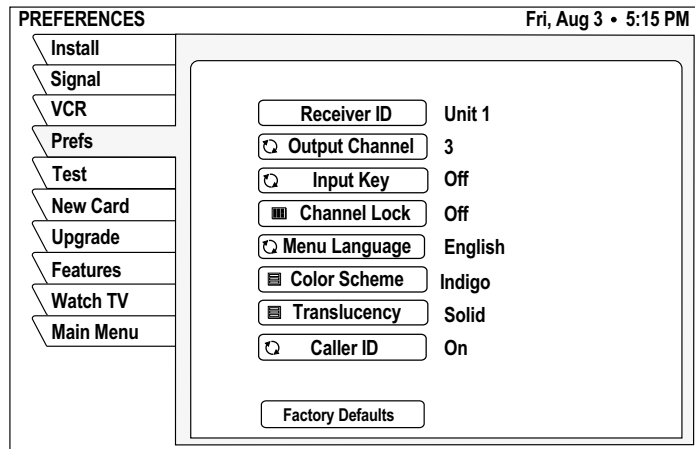 PREFERENCES Fri, Aug 3 • 5:15 PM
Install
Signal
VCR
Prefs
Test
New Card
Upgrade
Features
Watch TV
Main Menu
Receiver ID Unit 1
Output Channel 3
Input Key Off
Channel Lock Off
Menu Language English
Color Scheme Indigo
Translucency Solid
Caller ID On
Factory Defaults